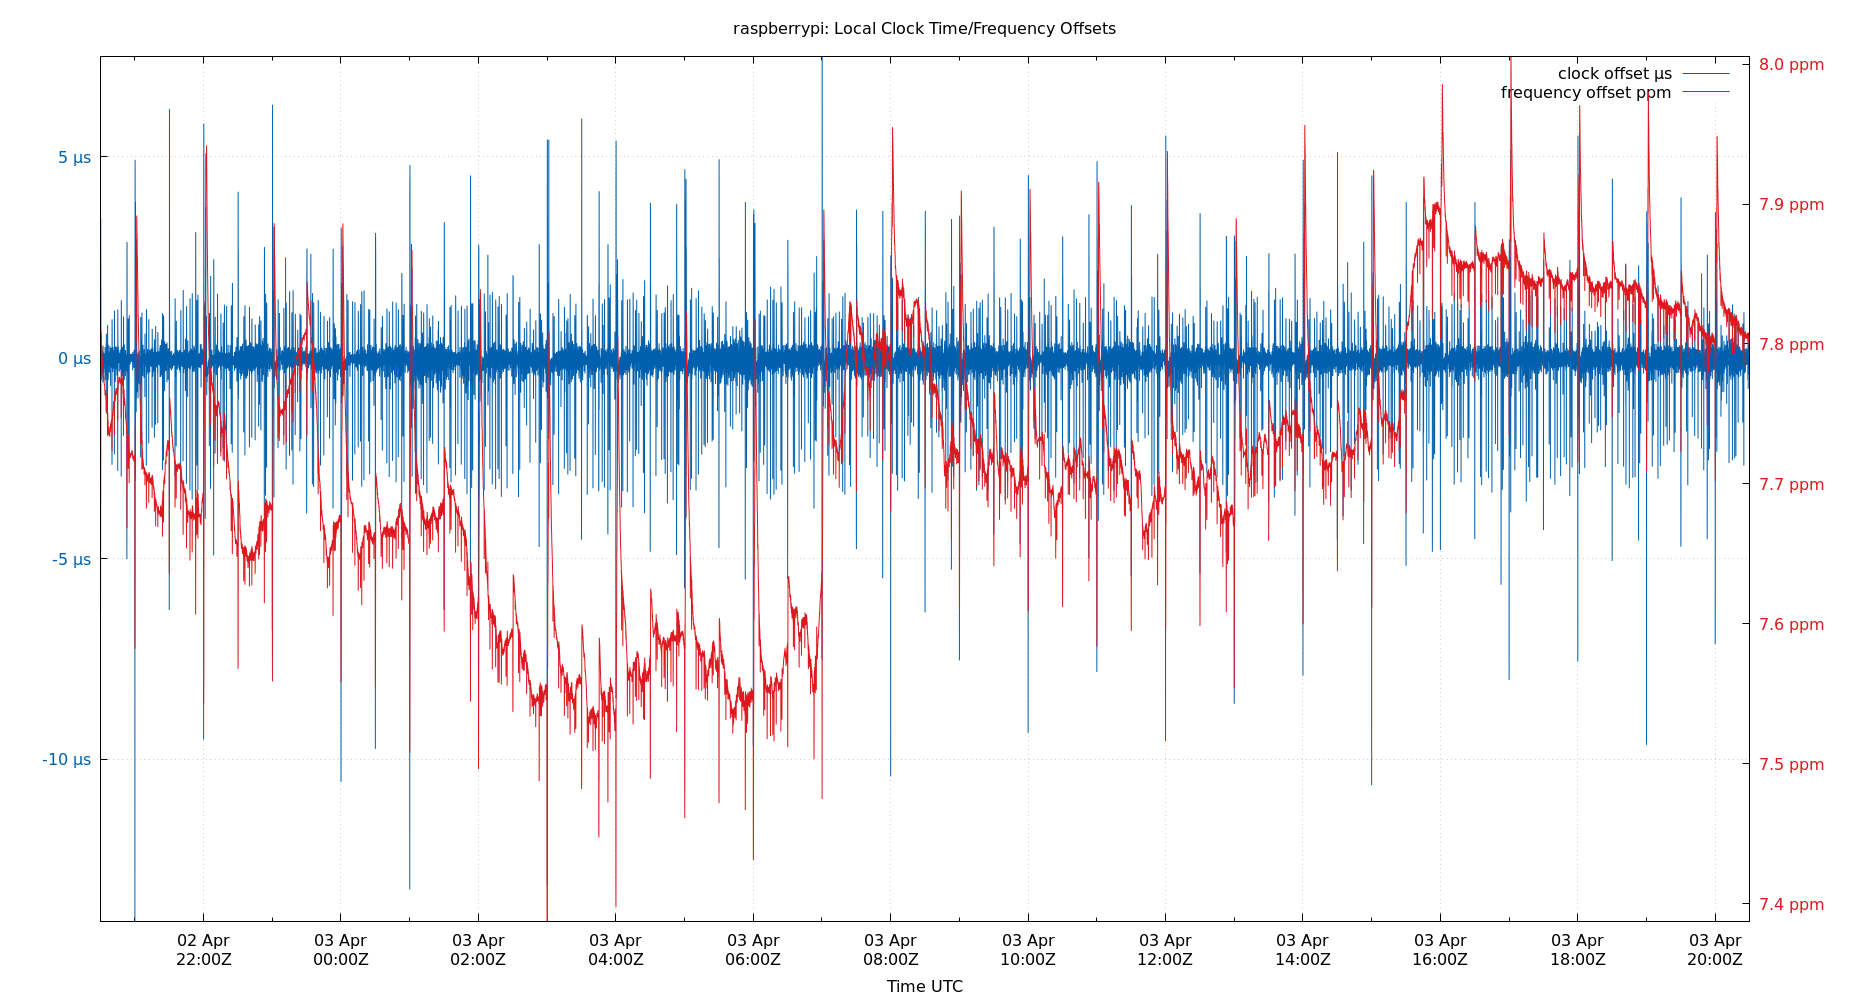 raspberrypi: Local Clock Time/Frequency Offsets
clock offset µs
frequency offset ppm
5 µs
0 µs
-5 µs
-10 µs
8.0 ppm
7.9 ppm
7.8 ppm
7.7 ppm
7.6 ppm
7.5 ppm
7.4 ppm
02 Apr 03 Apr 03 Apr 03 Apr 03 Apr 03 Apr 03 Apr 03 Apr 03 Apr 03 Apr 03 Apr 03 Apr
22:00Z 00:00Z 02:00Z 04:00Z 06:00Z 08:00Z 10:00Z 12:00Z 14:00Z 16:00Z 18:00Z 20:00Z
Time UTC